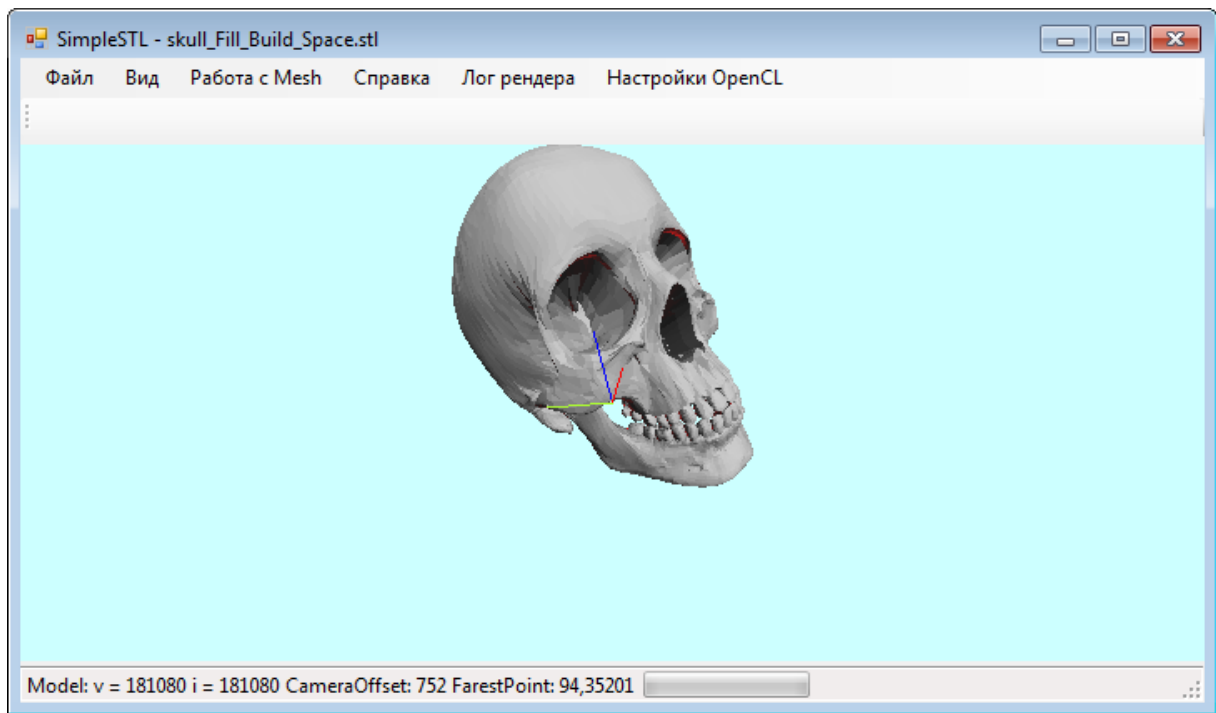 SimpleSTL - skull_Fill_Build_Space.stl
Файл Вид Работа с Mesh Справка Лог рендера Настройки OpenCL
Model: v = 181080 i = 181080 CameraOffset: 752 FarestPoint: 94,35201